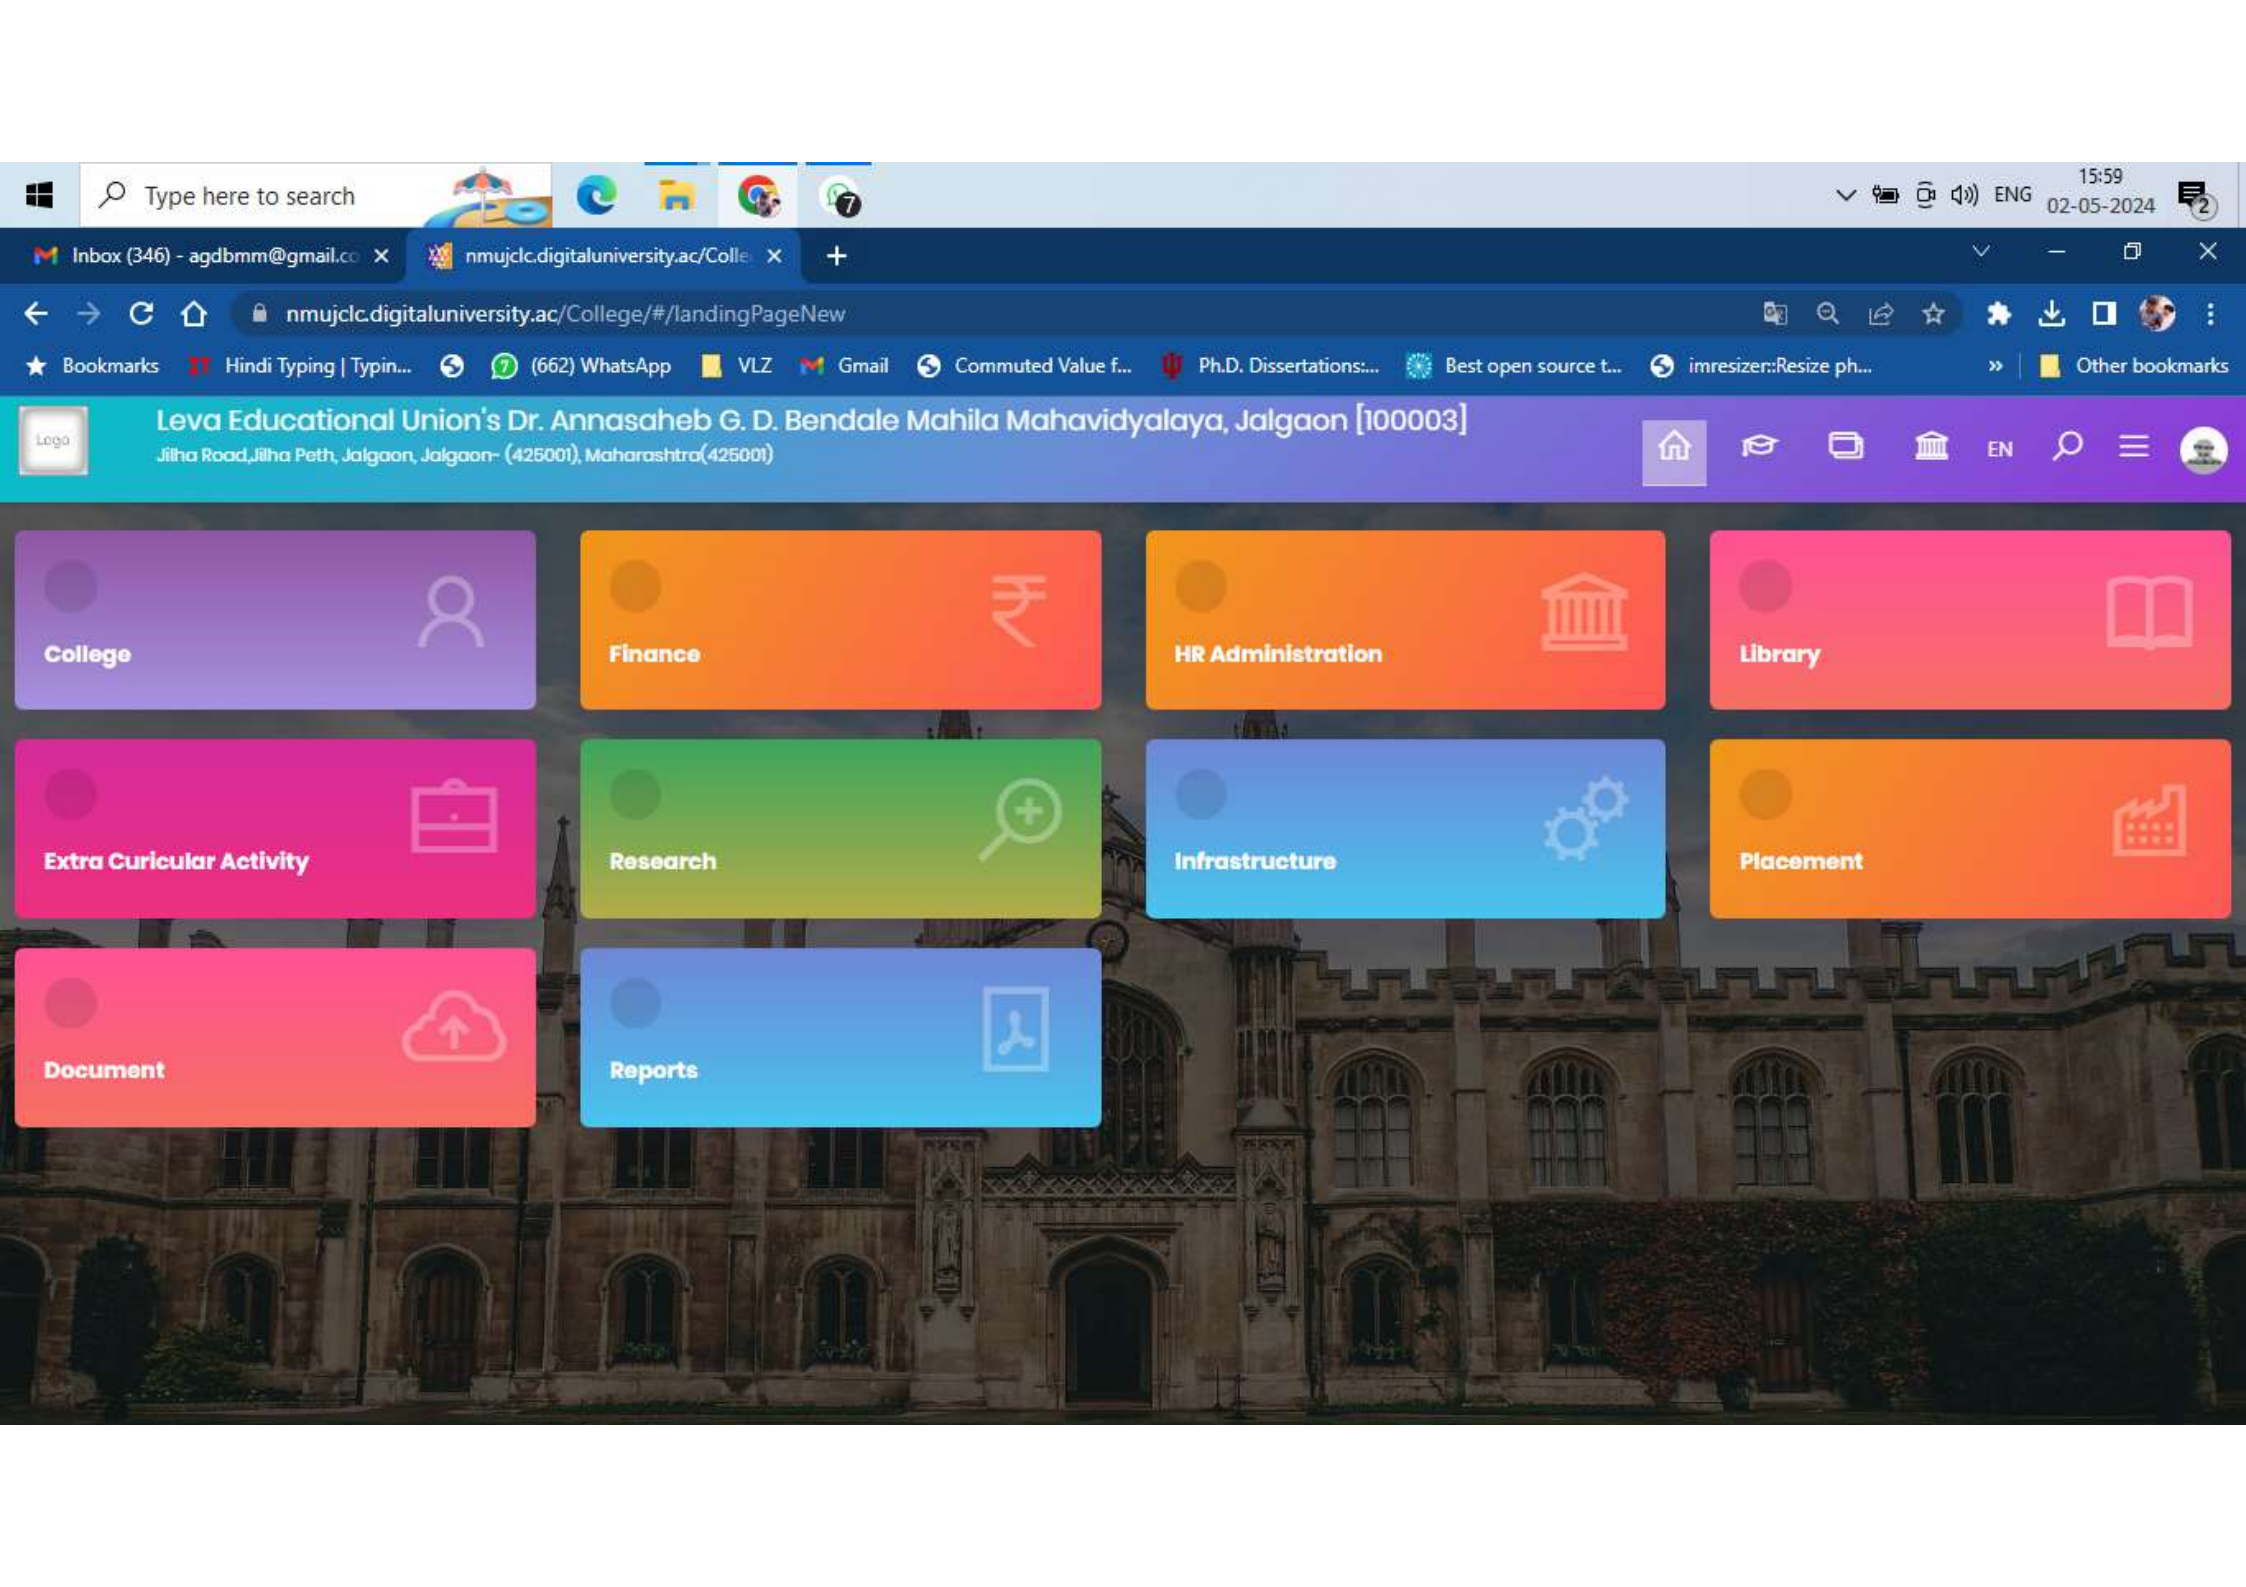 Type here to search
7
ENG
15:59
02-05-2024
2
Inbox (346) - agdbmm@gmail.co
nmujclc.digitaluniversity.ac/Colle
nmujclc.digitaluniversity.ac/College/#/landingPageNew
Bookmarks
Hindi Typing | Typin...
7
(662) WhatsApp
VLZ
Gmail
Commuted Value f...
Ph.D. Dissertations:...
Best open source t...
imresizer::Resize ph...
»
Other bookmarks
Logo
Leva Educational Union's Dr. Annasaheb G. D. Bendale Mahila Mahavidyalaya, Jalgaon [100003]
Jilha Road,Jilha Peth, Jalgaon, Jalgaon- (425001), Maharashtra(425001)
EN
College
Finance
HR Administration
Library
Extra Curicular Activity
Research
Infrastructure
Placement
Document
Reports